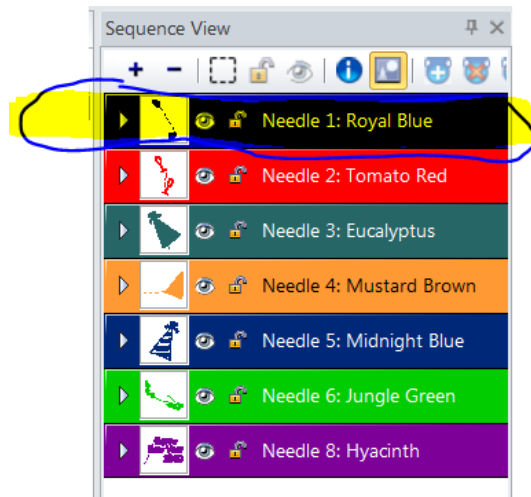 Sequence View
Needle 1: Royal Blue
Needle 2: Tomato Red
Needle 3: Eucalyptus
Needle 4: Mustard Brown
Needle 5: Midnight Blue
Needle 6: Jungle Green
Needle 8: Hyacinth